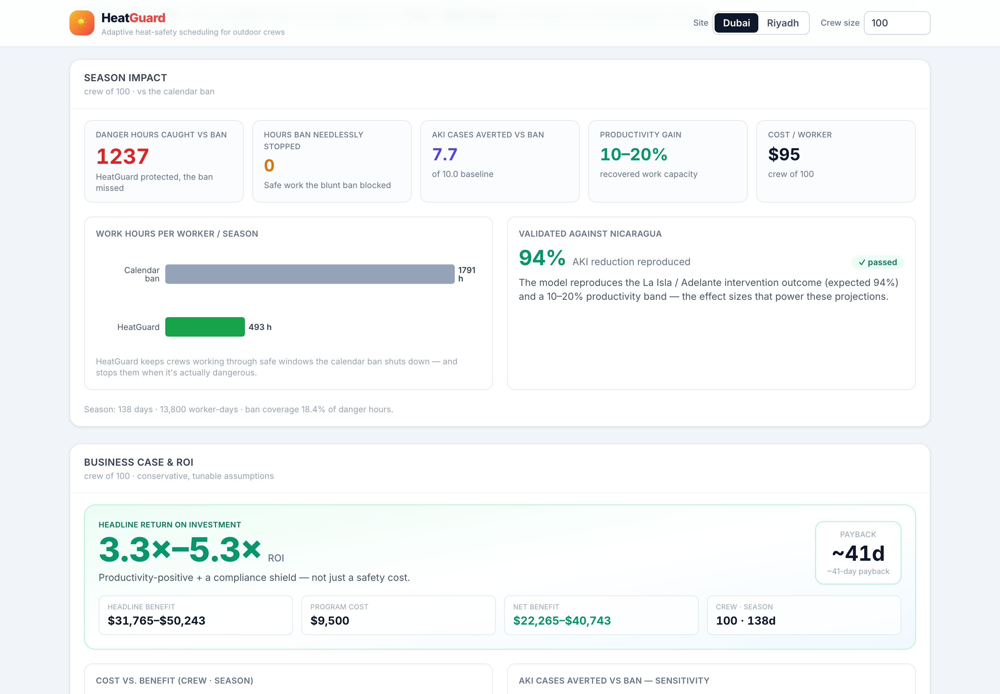 HeatGuard
Adaptive heat-safety scheduling for outdoor crews
Site
Dubai
Riyadh
Crew size
100
SEASON IMPACT
crew of 100 · vs the calendar ban
DANGER HOURS CAUGHT VS BAN
1237
HeatGuard protected, the ban
missed
HOURS BAN NEEDLESSLY
STOPPED
0
Safe work the blunt ban blocked
AKI CASES AVERTED VS BAN
7.7
of 10.0 baseline
PRODUCTIVITY GAIN
10–20%
recovered work capacity
COST / WORKER
$95
crew of 100
WORK HOURS PER WORKER / SEASON
Calendar
ban
1791
h
HeatGuard
493 h
HeatGuard keeps crews working through safe windows the calendar ban shuts down — and
stops them when it's actually dangerous.
VALIDATED AGAINST NICARAGUA
94% AKI reduction reproduced
✓ passed
The model reproduces the La Isla / Adelante intervention outcome (expected 94%)
and a 10–20% productivity band — the effect sizes that power these projections.
Season: 138 days · 13,800 worker-days · ban coverage 18.4% of danger hours.
BUSINESS CASE & ROI
crew of 100 · conservative, tunable assumptions
HEADLINE RETURN ON INVESTMENT
3.3×–5.3× ROI
Productivity-positive + a compliance shield — not just a safety cost.
PAYBACK
~41d
~41-day payback
HEADLINE BENEFIT
$31,765–$50,243
PROGRAM COST
$9,500
NET BENEFIT
$22,265–$40,743
CREW · SEASON
100 · 138d
COST VS. BENEFIT (CREW · SEASON)
AKI CASES AVERTED VS BAN — SENSITIVITY